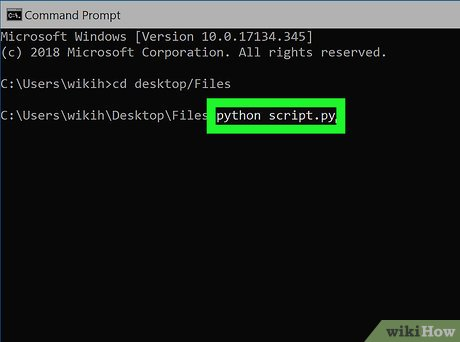 Command Prompt
Microsoft Windows [Version 10.0.17134.345]
(c) 2018 Microsoft Corporation. All rights reserved.
C:\Users\wikih>cd desktop/Files
C:\Users\wikih\Desktop\Files python script.py
wikiHow